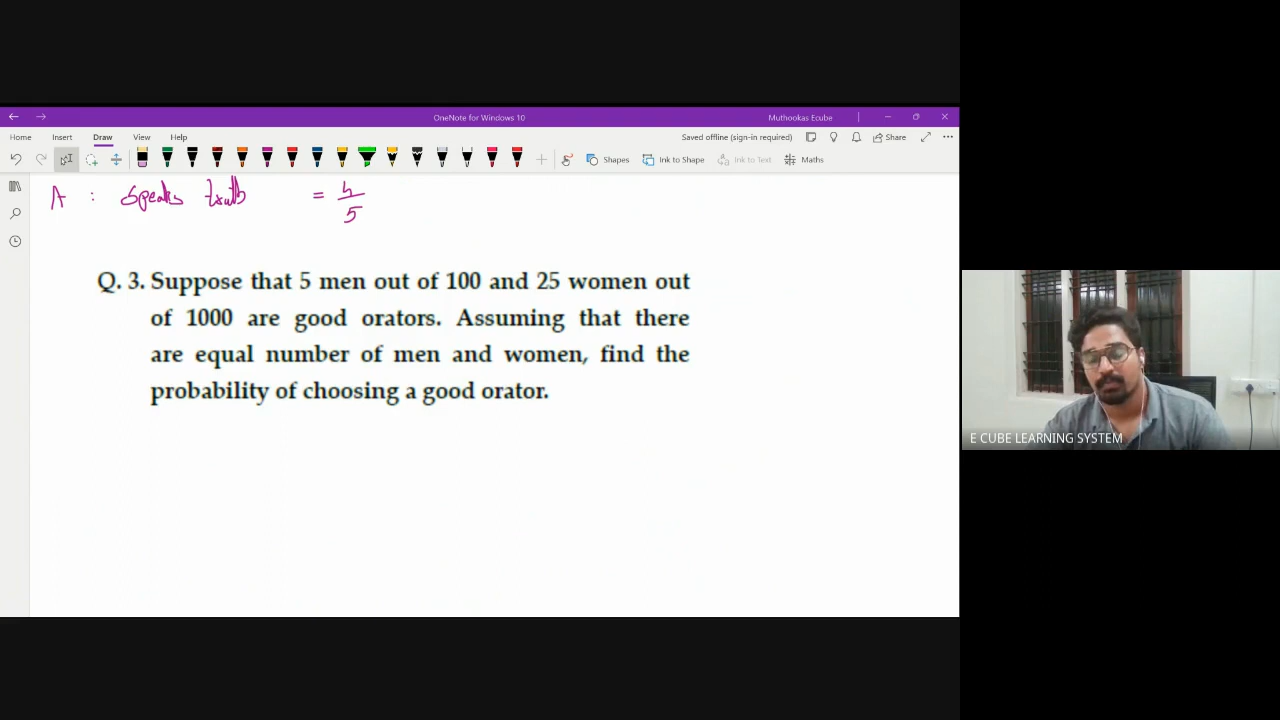 OneNote for Windows 10
Muthookas Ecube
Home Insert Draw View Help
Saved offline (sign-in required) Share
Shapes Ink to Shape Ink to Text Maths
A : Speaks truth = 4/5
Q. 3. Suppose that 5 men out of 100 and 25 women out
of 1000 are good orators. Assuming that there
are equal number of men and women, find the
probability of choosing a good orator.
E CUBE LEARNING SYSTEM